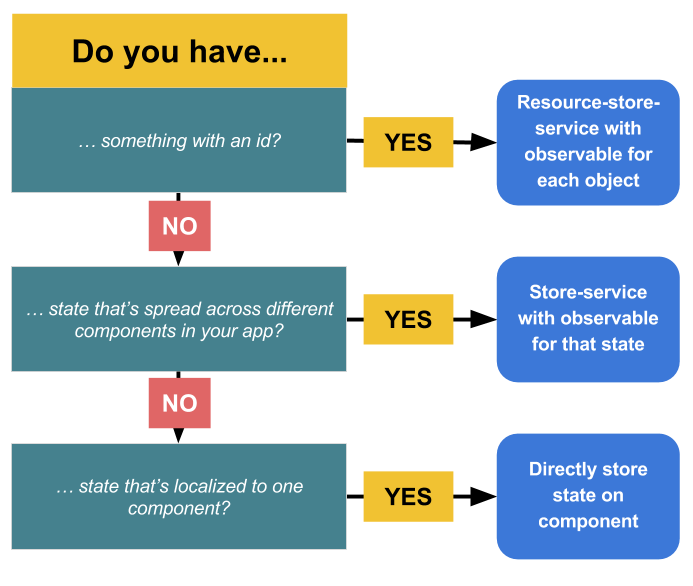 Do you have...
… something with an id?
YES
Resource-store-
service with
observable for
each object
NO
… state that’s spread across different
components in your app?
YES
Store-service
with observable
for that state
NO
… state that’s localized to one
component?
YES
Directly store
state on
component